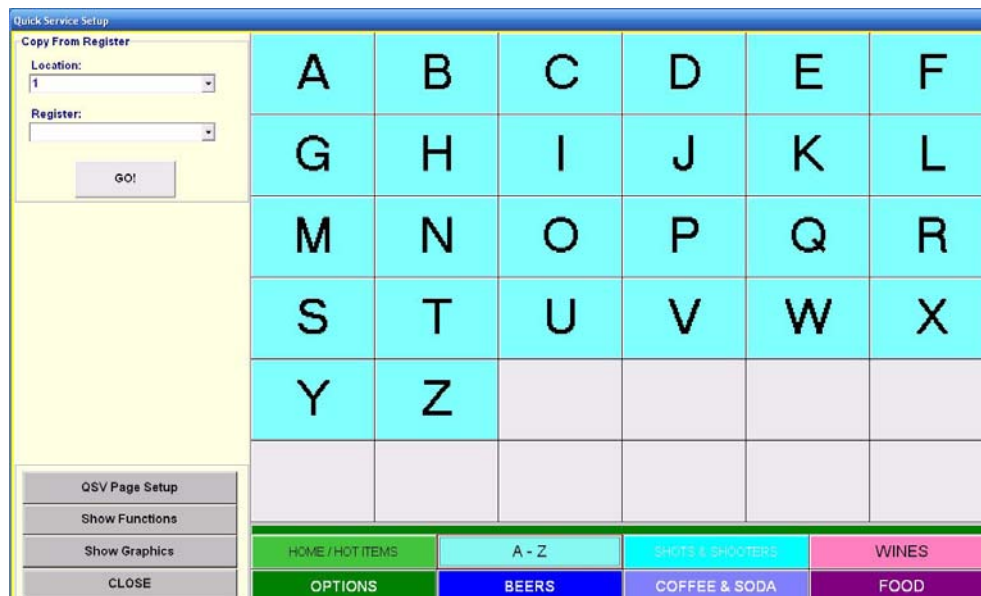 Quick Service Setup
Copy From Register
Location:
1
Register:
GO!
A B C D E F
G H I J K L
M N O P Q R
S T U V W X
Y Z
QSV Page Setup
Show Functions
Show Graphics
CLOSE
HOME / HOT ITEMS A - Z SHOTS & SHOOTERS WINES
OPTIONS BEERS COFFEE & SODA FOOD